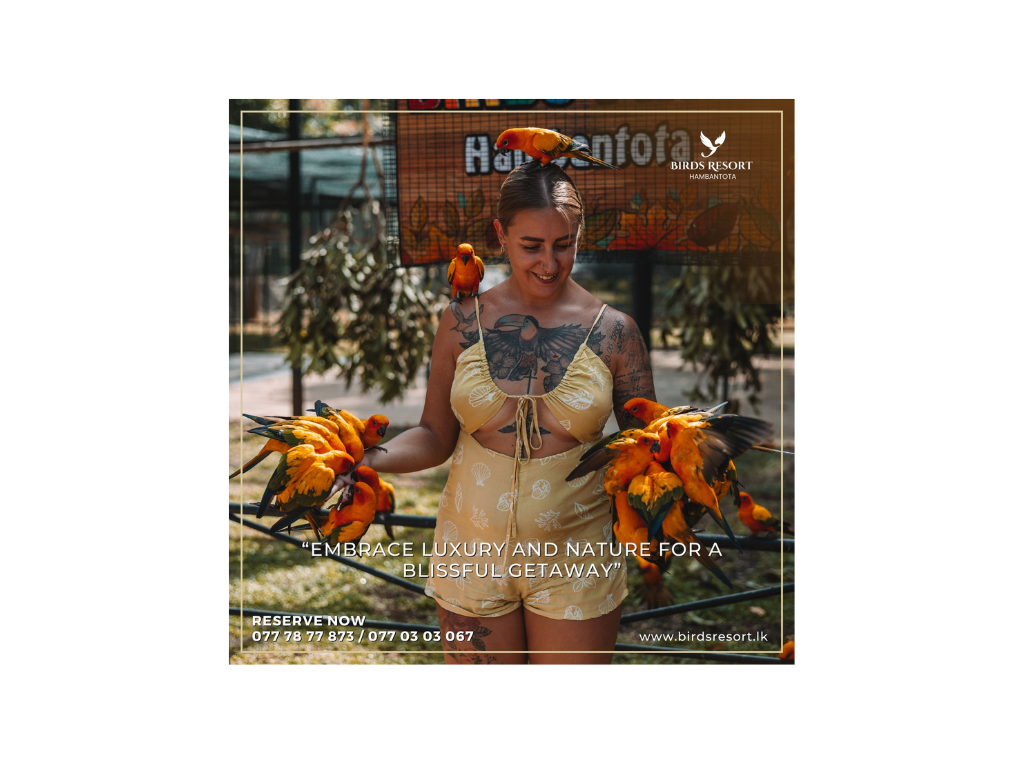 Hambantota
BIRDS RESORT
HAMBANTOTA
“EMBRACE LUXURY AND NATURE FOR A
BLISSFUL GETAWAY”
RESERVE NOW
077 78 77 873 / 077 03 03 067
www.birdsresort.lk